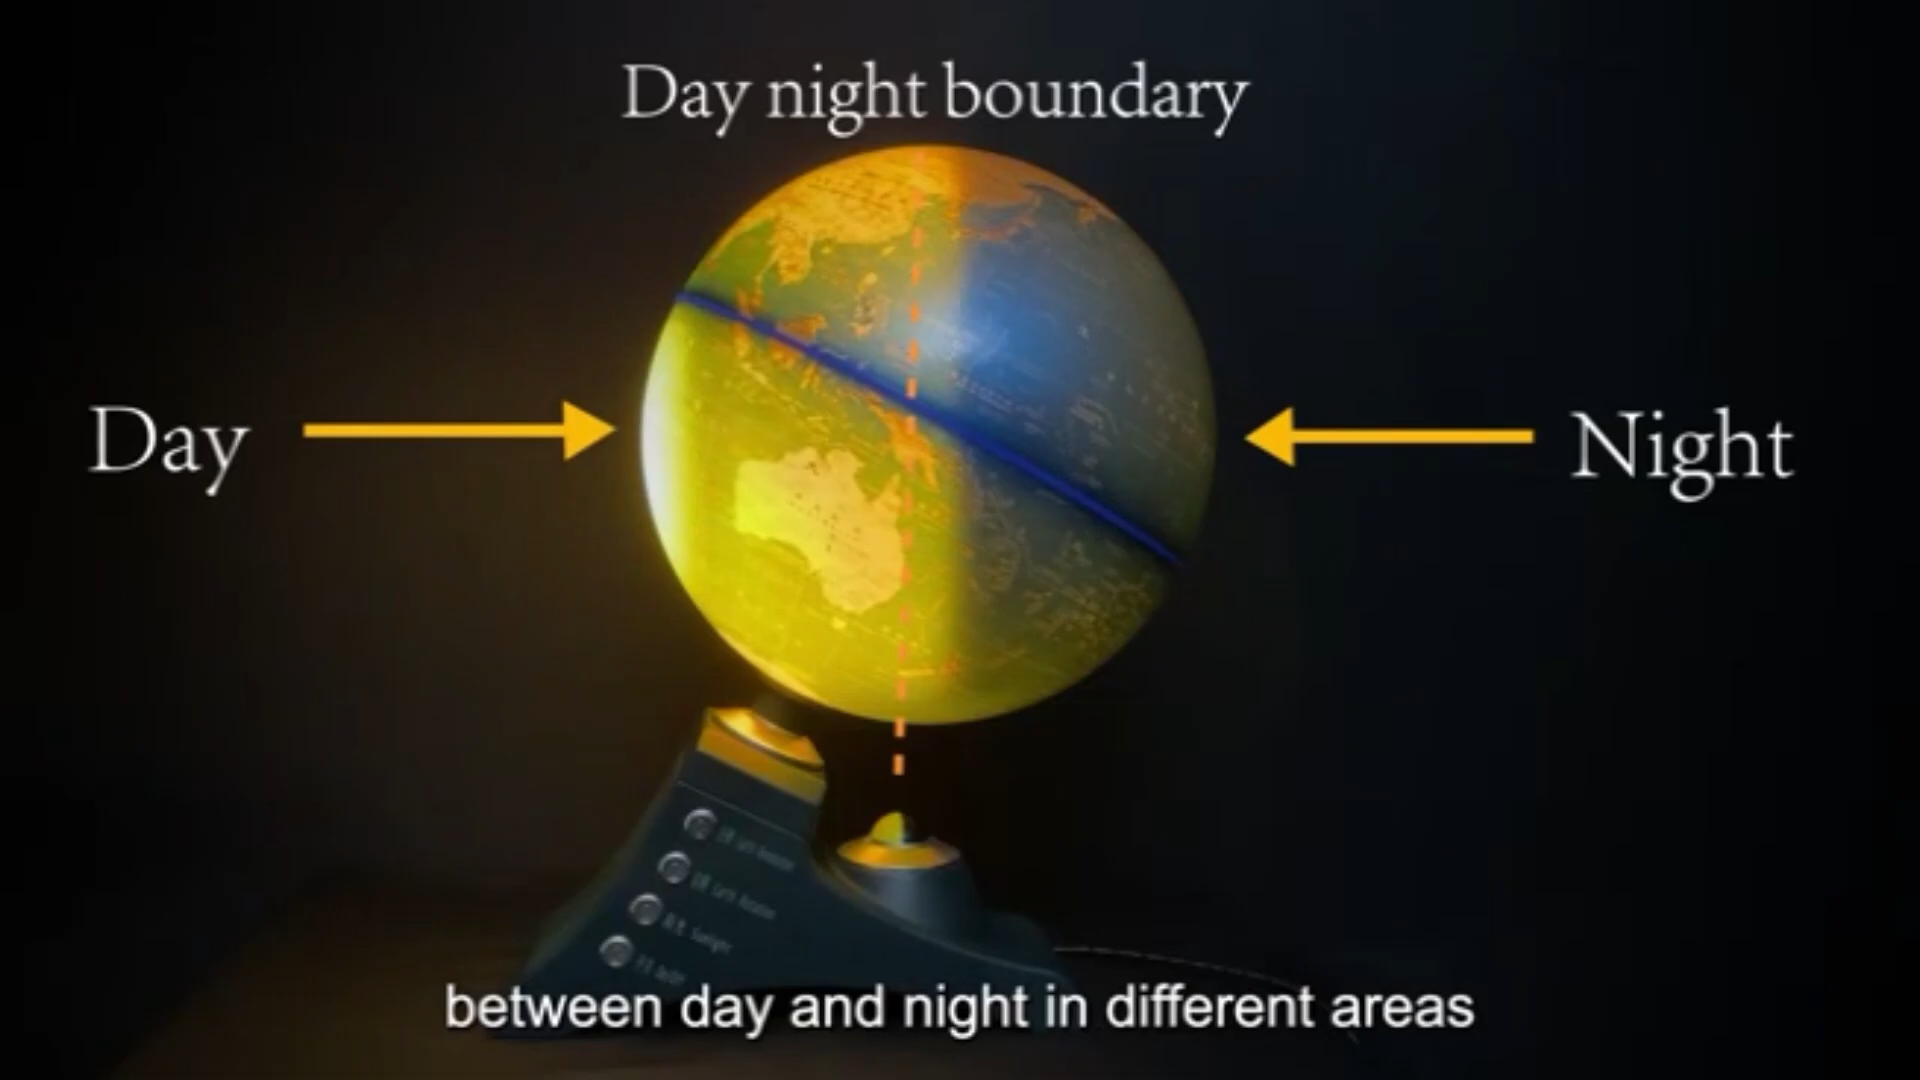 Day night boundary
Day
Night
between day and night in different areas